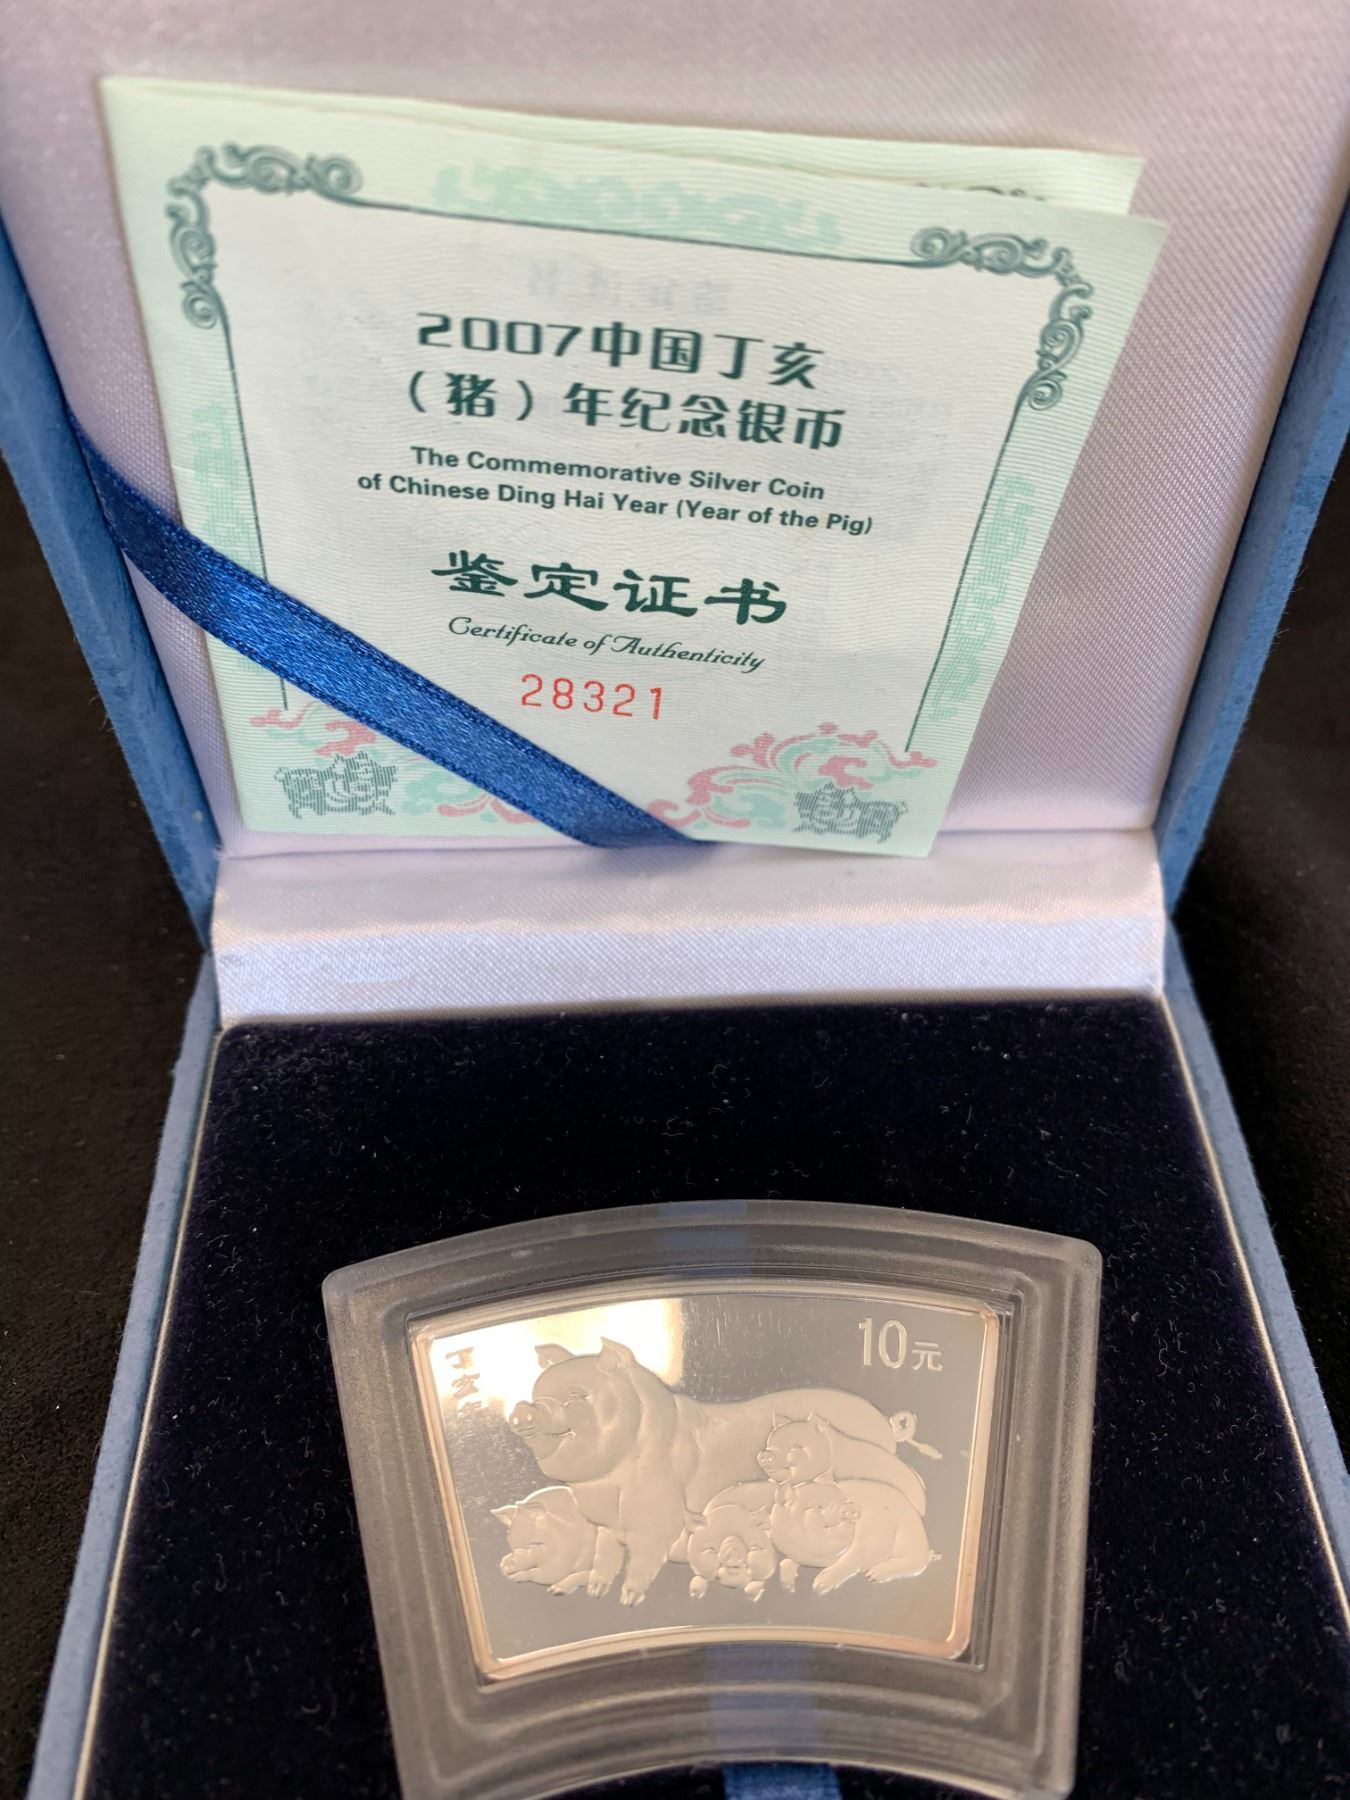 2007中国丁亥
（猪）年纪念银币
The Commemorative Silver Coin
of Chinese Ding Hai Year (Year of the Pig)
鉴定证书
Certificate of Authenticity
28321
丁亥年
10元